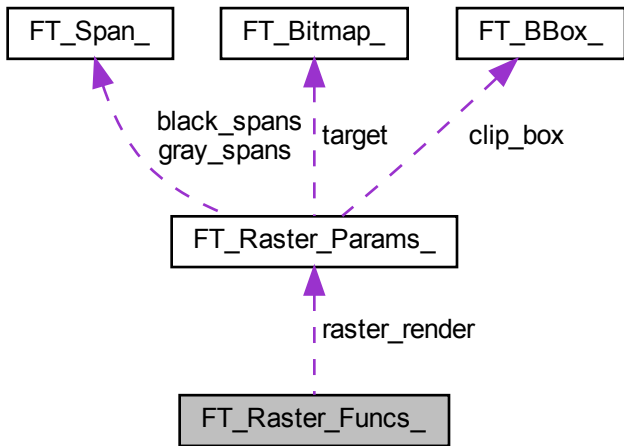 FT_Span_
FT_Bitmap_
FT_BBox_
black_spans
gray_spans
target
clip_box
FT_Raster_Params_
raster_render
FT_Raster_Funcs_